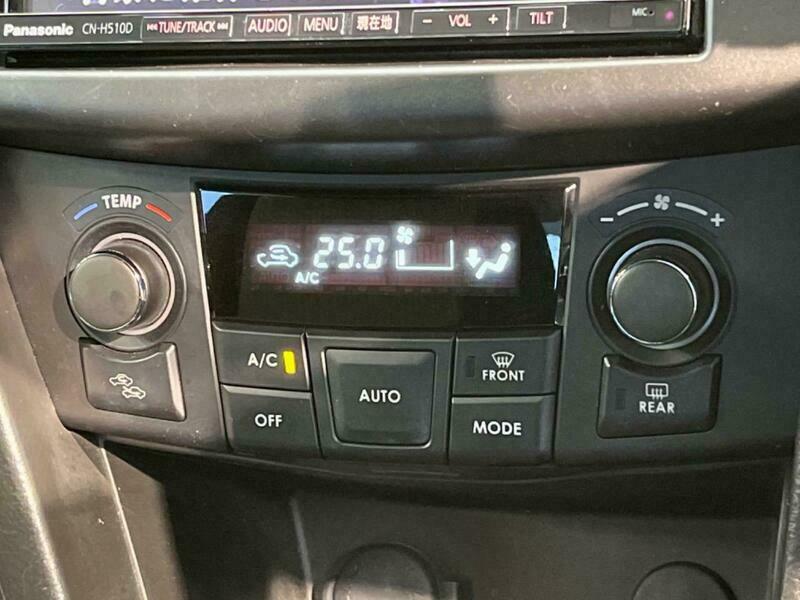 Panasonic CN-H510D TUNE/TRACK AUDIO MENU 現在地 − VOL + TILT MIC
TEMP
− +
25.0
A/C
A/C
AUTO
FRONT
OFF
MODE
REAR